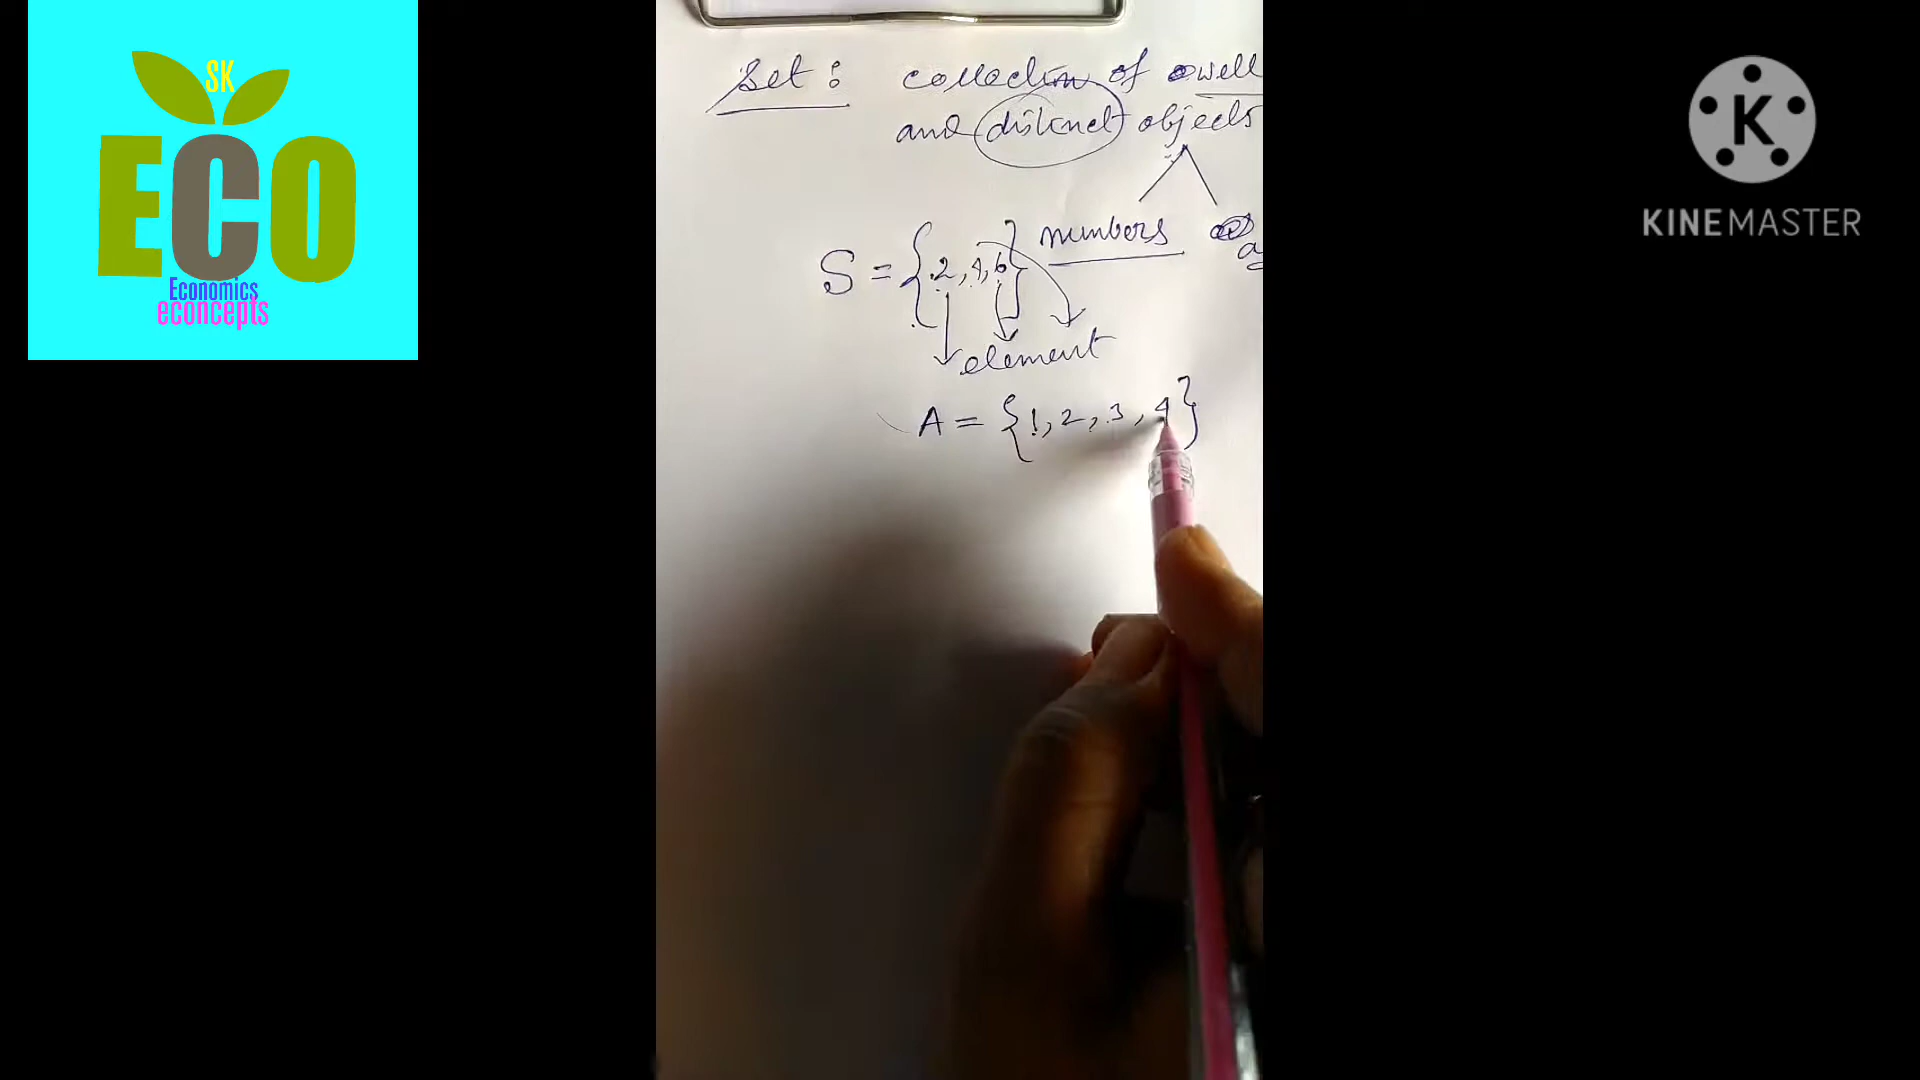 SK
ECO
Economics
econcepts
Set : collection of well
and distinct objects
numbers
S = {2, 4, 6}
element
A = {1, 2, 3, 4}
K
KINEMASTER